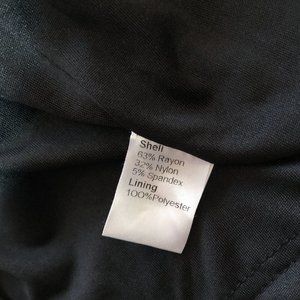 Shell
63% Rayon
32% Nylon
5% Spandex
Lining
100%Polyester